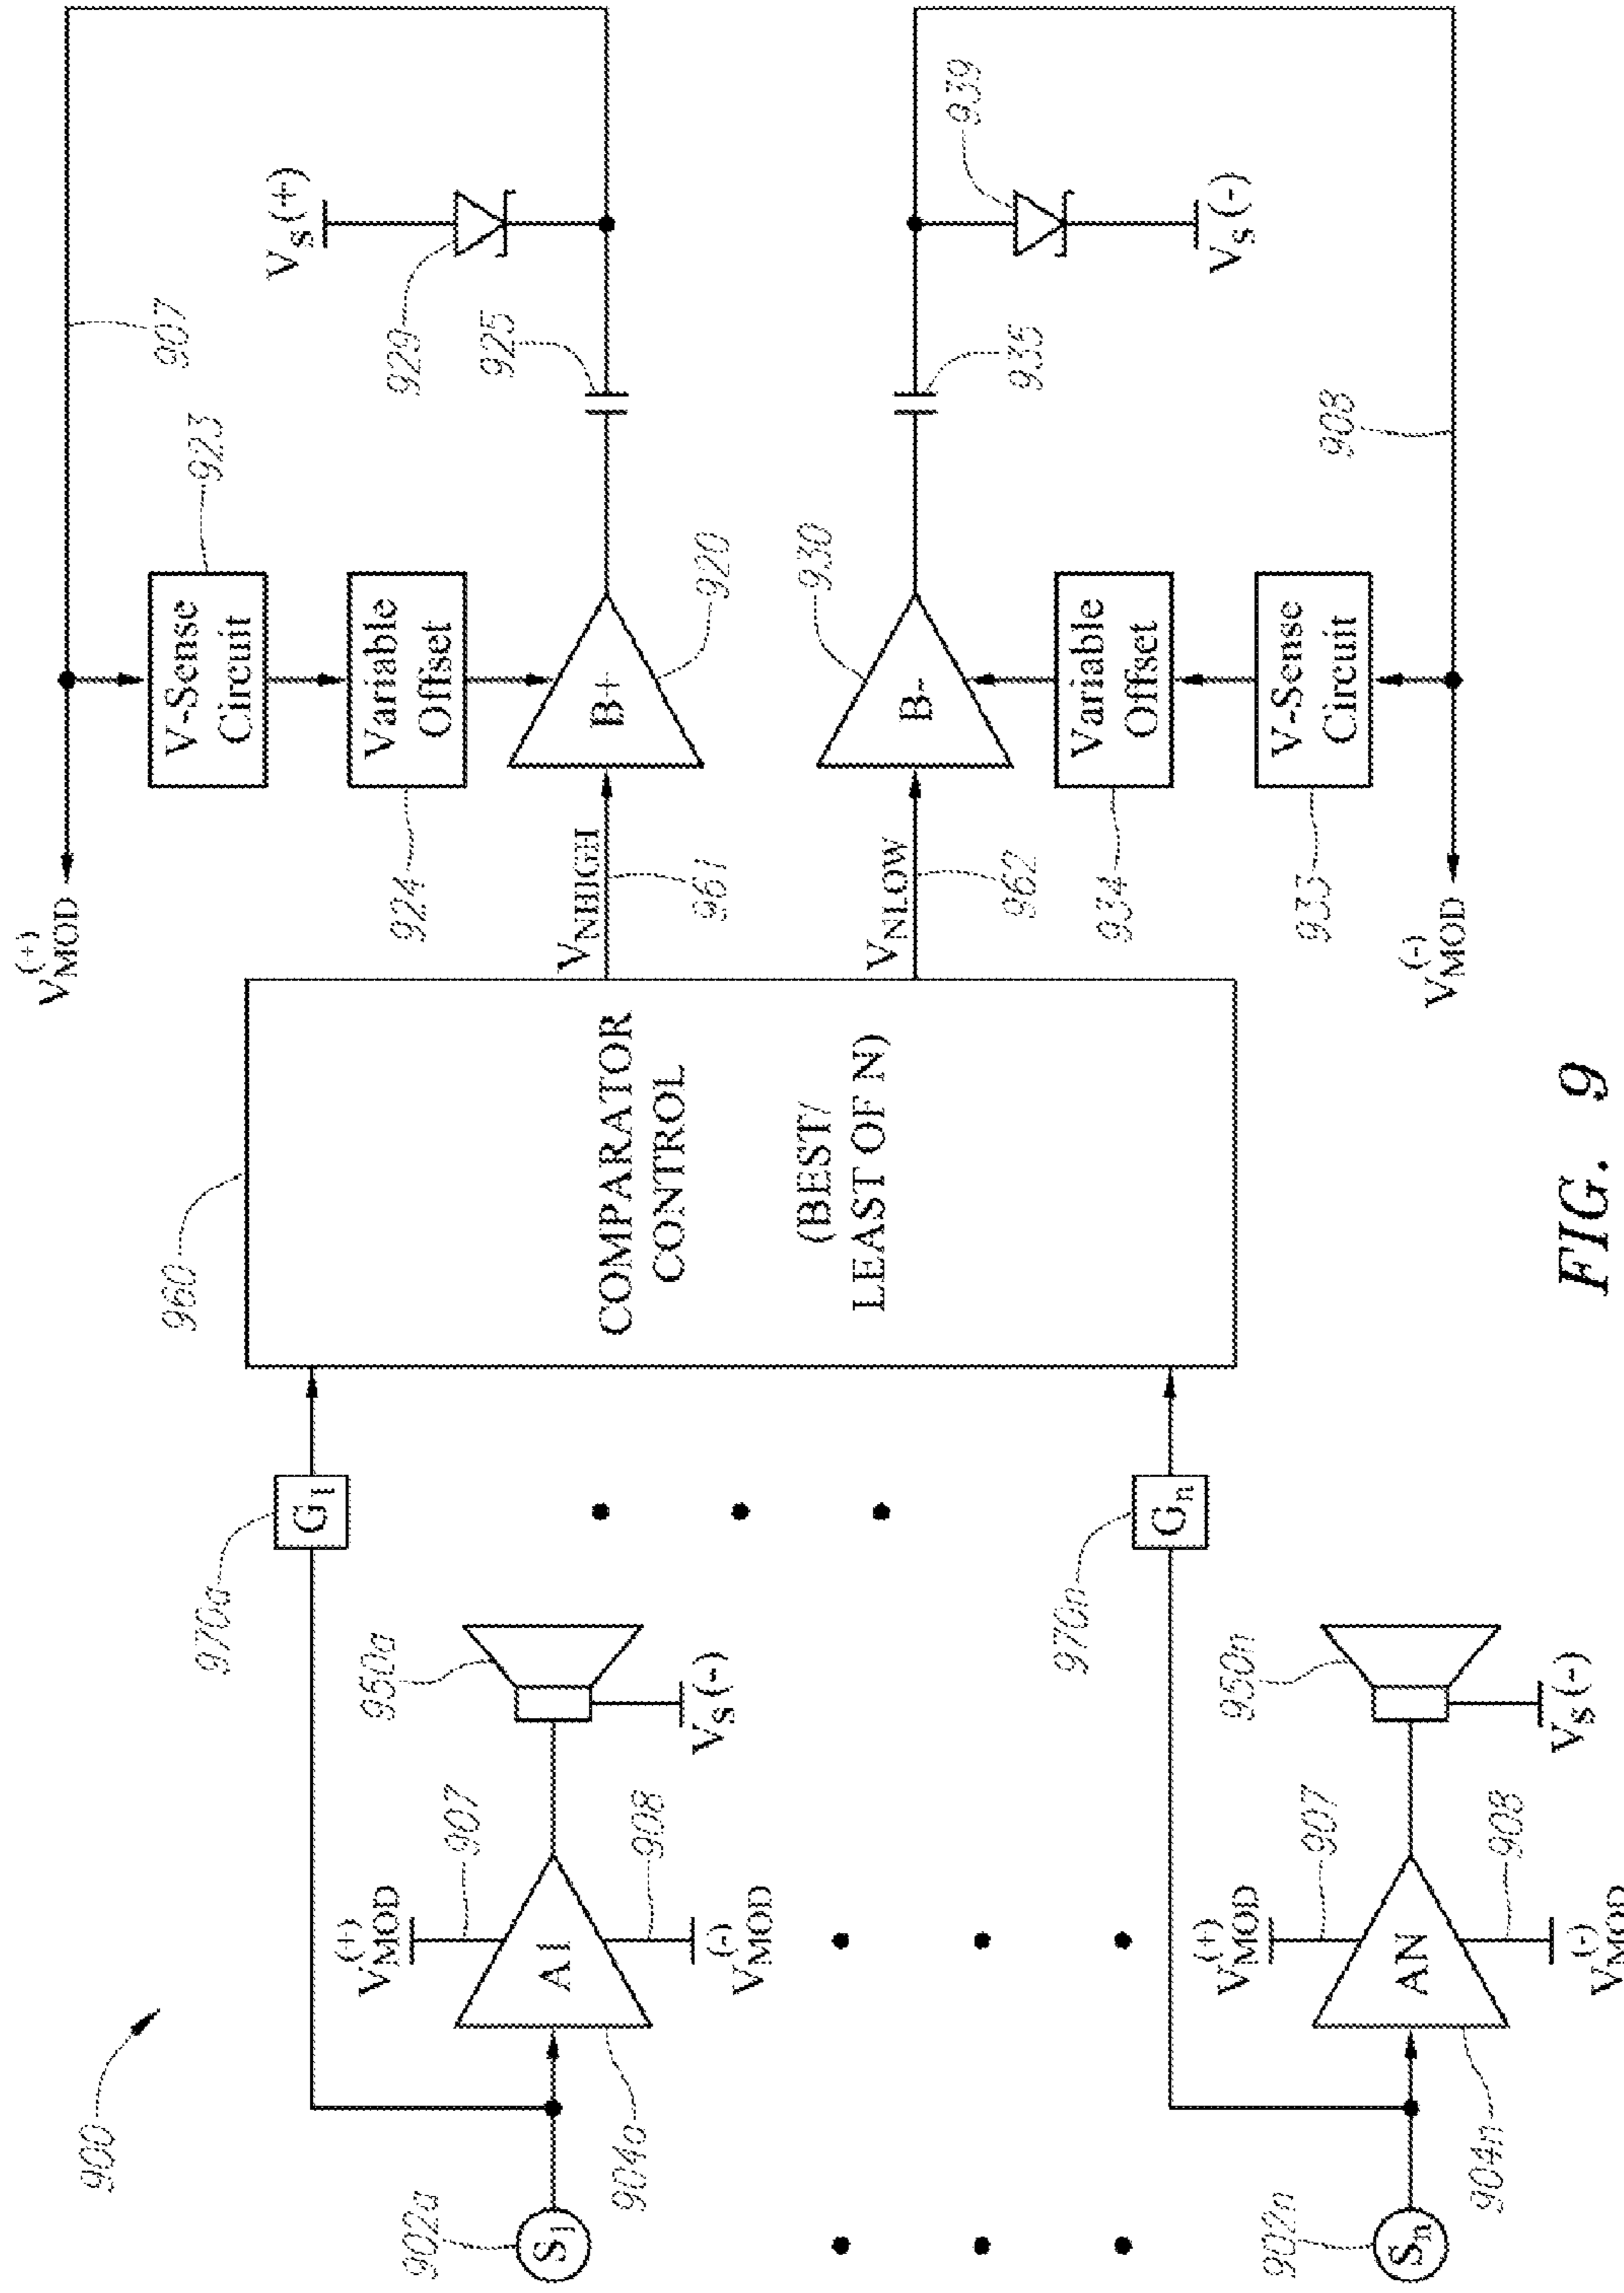 900
V(+)MOD
907
V-Sense
Circuit
923
Variable
Offset
924
VS(+)
929
925
B+
920
VNHIGH
961
960
COMPARATOR
CONTROL
(BEST/
LEAST OF N)
VNLOW
962
B-
930
935
939
VS(-)
Variable
Offset
934
V-Sense
Circuit
933
908
V(-)MOD
G1
970a
902a
S1
A1
904a
V(+)MOD
907
908
V(-)MOD
950a
VS(-)
Gn
970n
902n
Sn
AN
904n
V(+)MOD
907
908
V(-)MOD
950n
VS(-)
FIG. 9